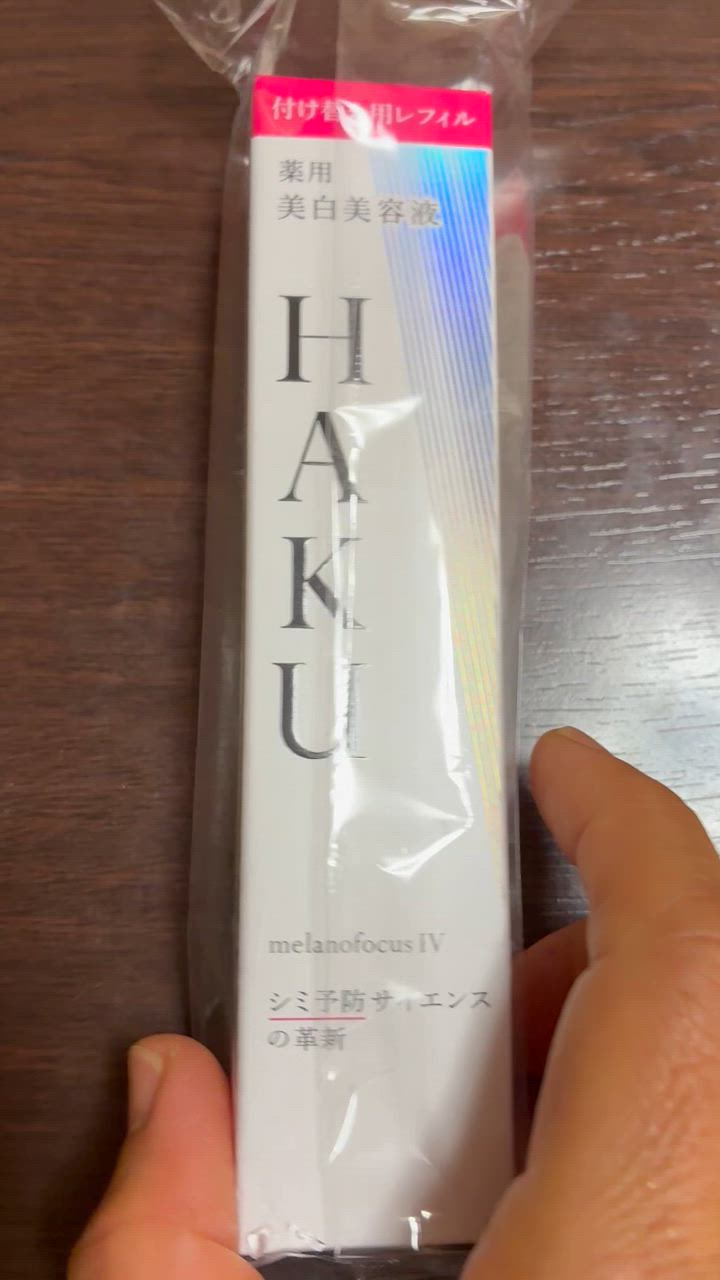 付け替え用レフィル
薬用
美白美容液
HAKU
melanofocus IV
シミ予防サイエンス
の革新